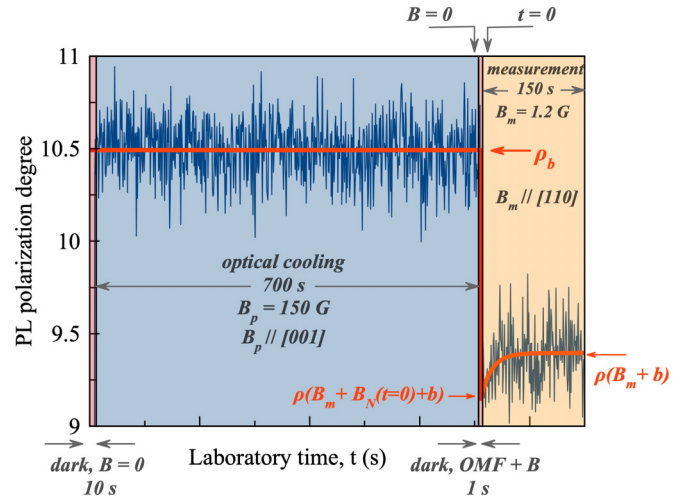 B = 0
t = 0
11
10.5
10
9.5
9
PL polarization degree
measurement
150 s
B_m = 1.2 G
ρ_b
B_m // [110]
optical cooling
700 s
B_p = 150 G
B_p // [001]
ρ(B_m + B_N(t=0)+b)
ρ(B_m + b)
dark, B = 0
10 s
Laboratory time, t (s)
dark, OMF + B
1 s